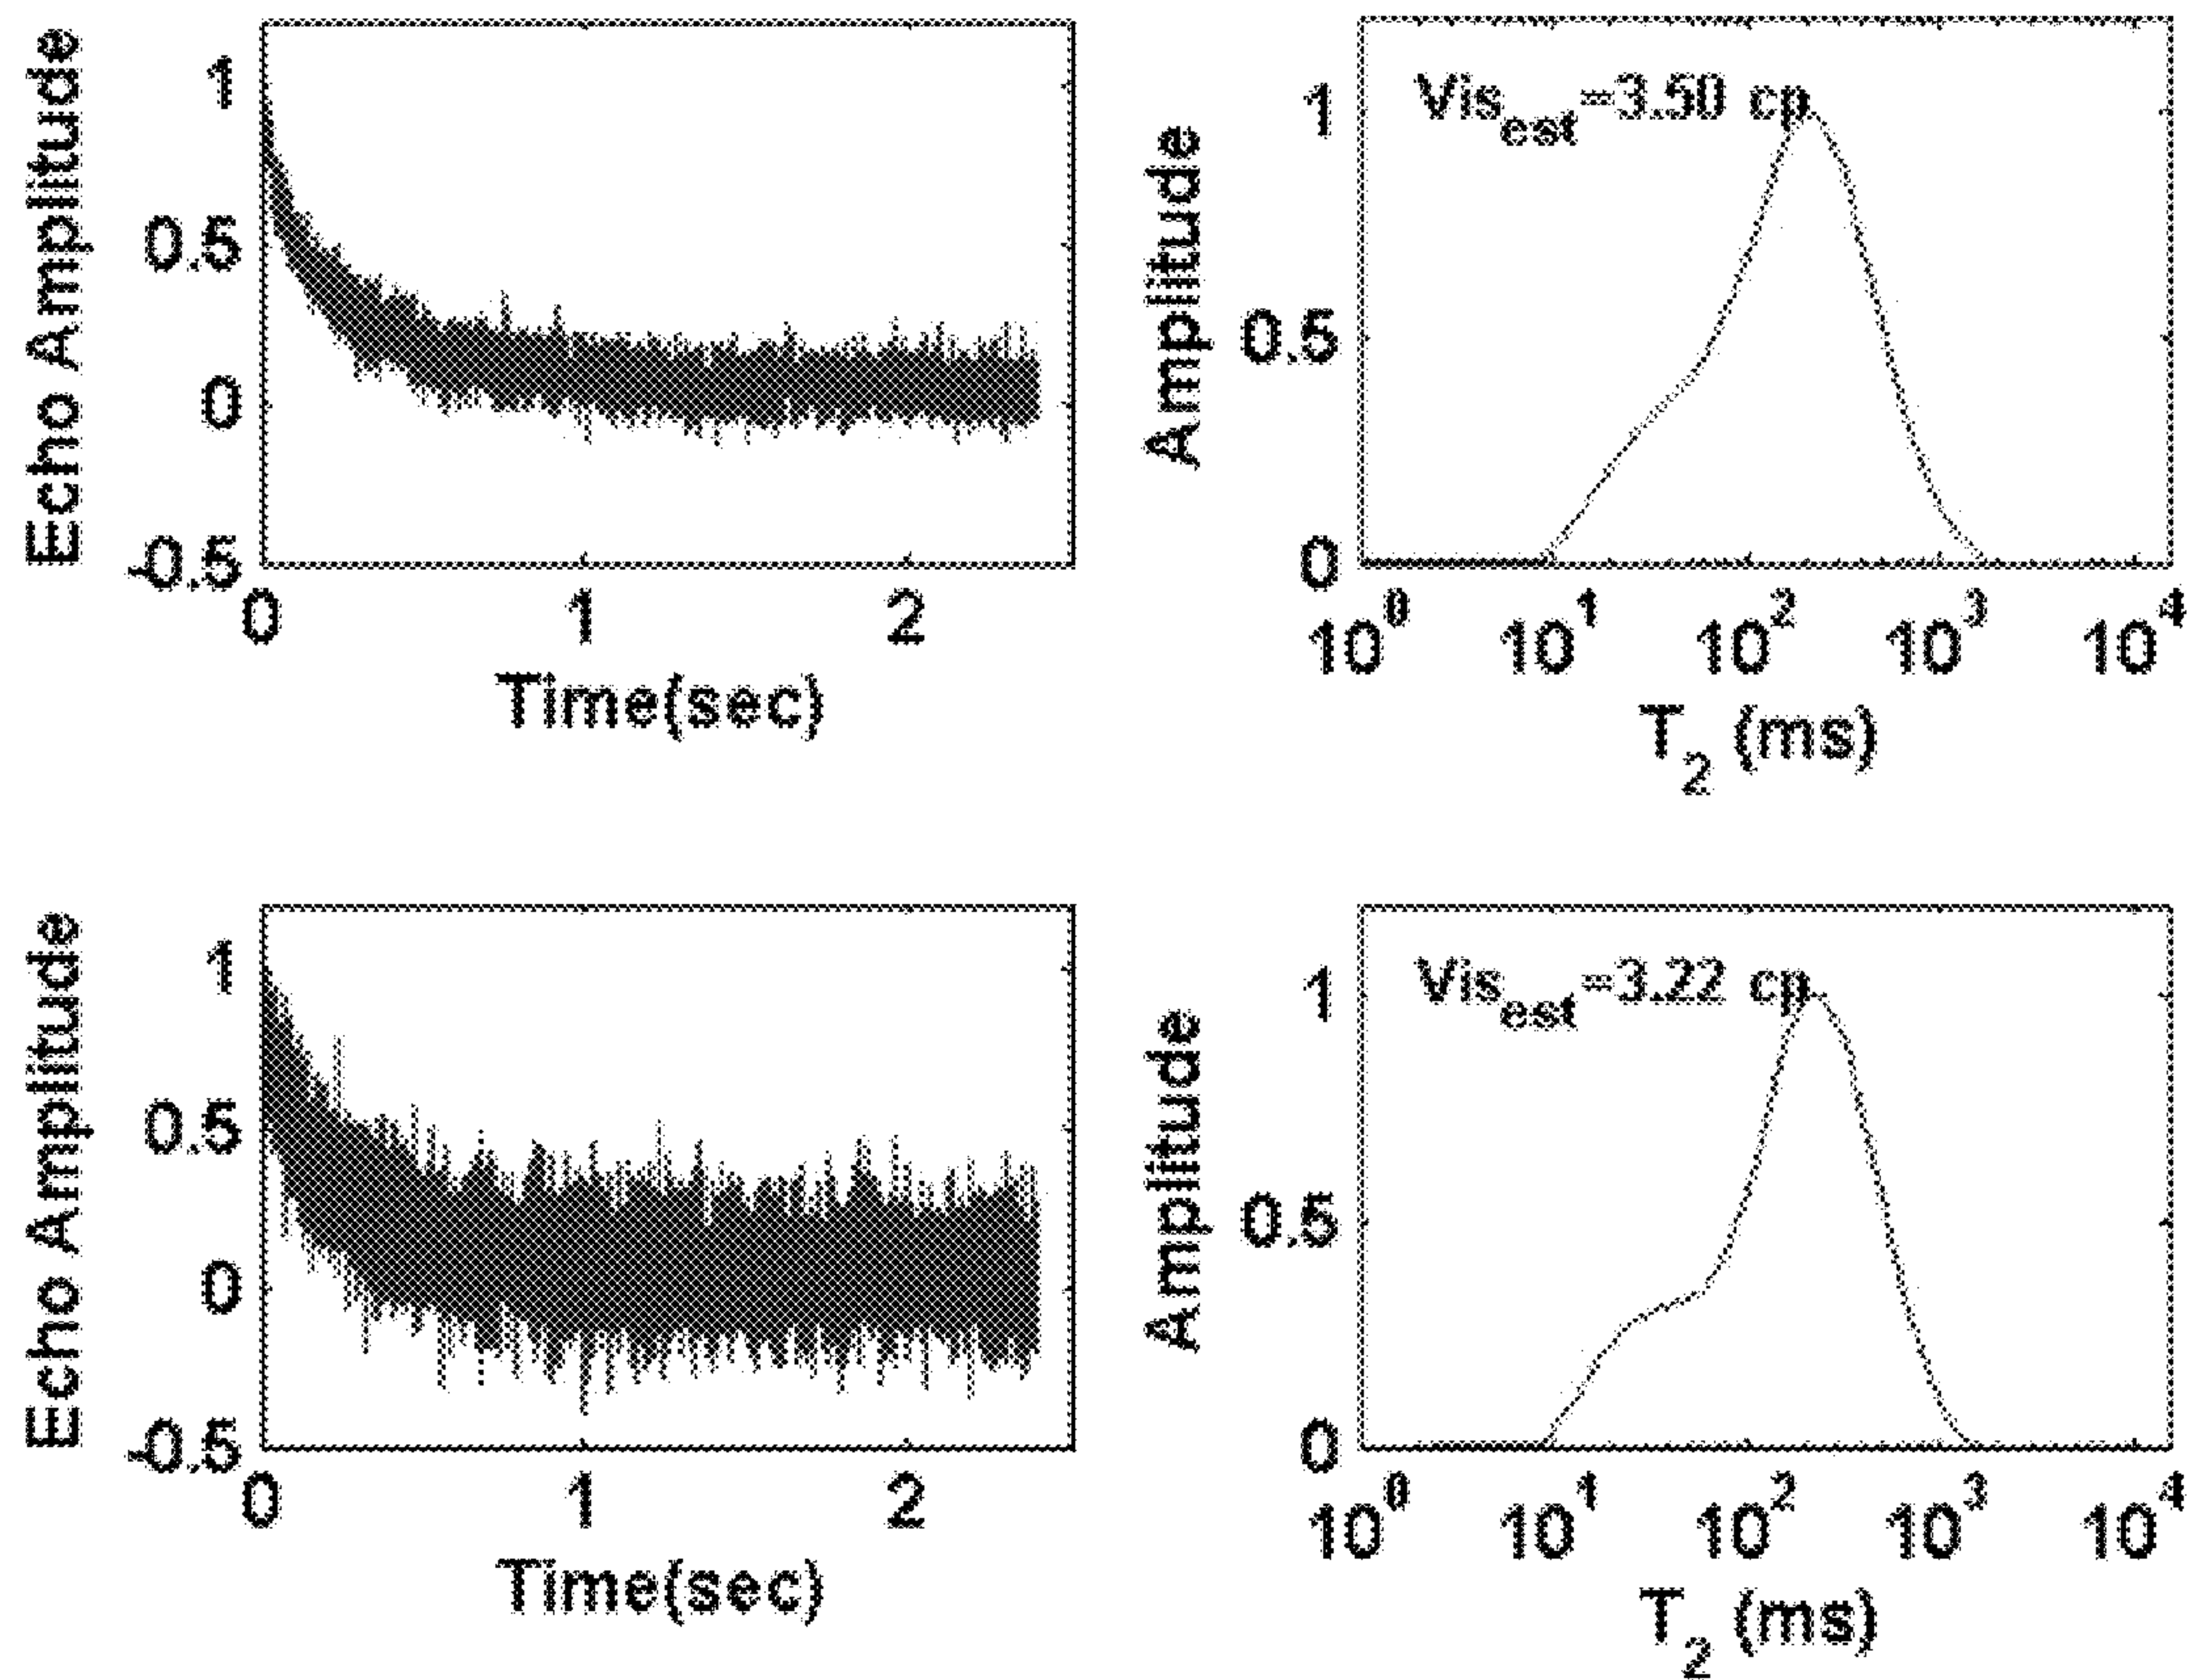 Echo Amplitude
1
0.5
0
-0.5
0 1 2
Time(sec)
Amplitude
1
0.5
0
Vis_est=3.50 cp
10^0 10^1 10^2 10^3 10^4
T_2 (ms)
Echo Amplitude
1
0.5
0
-0.5
0 1 2
Time(sec)
Amplitude
1
0.5
0
Vis_est=3.22 cp
10^0 10^1 10^2 10^3 10^4
T_2 (ms)